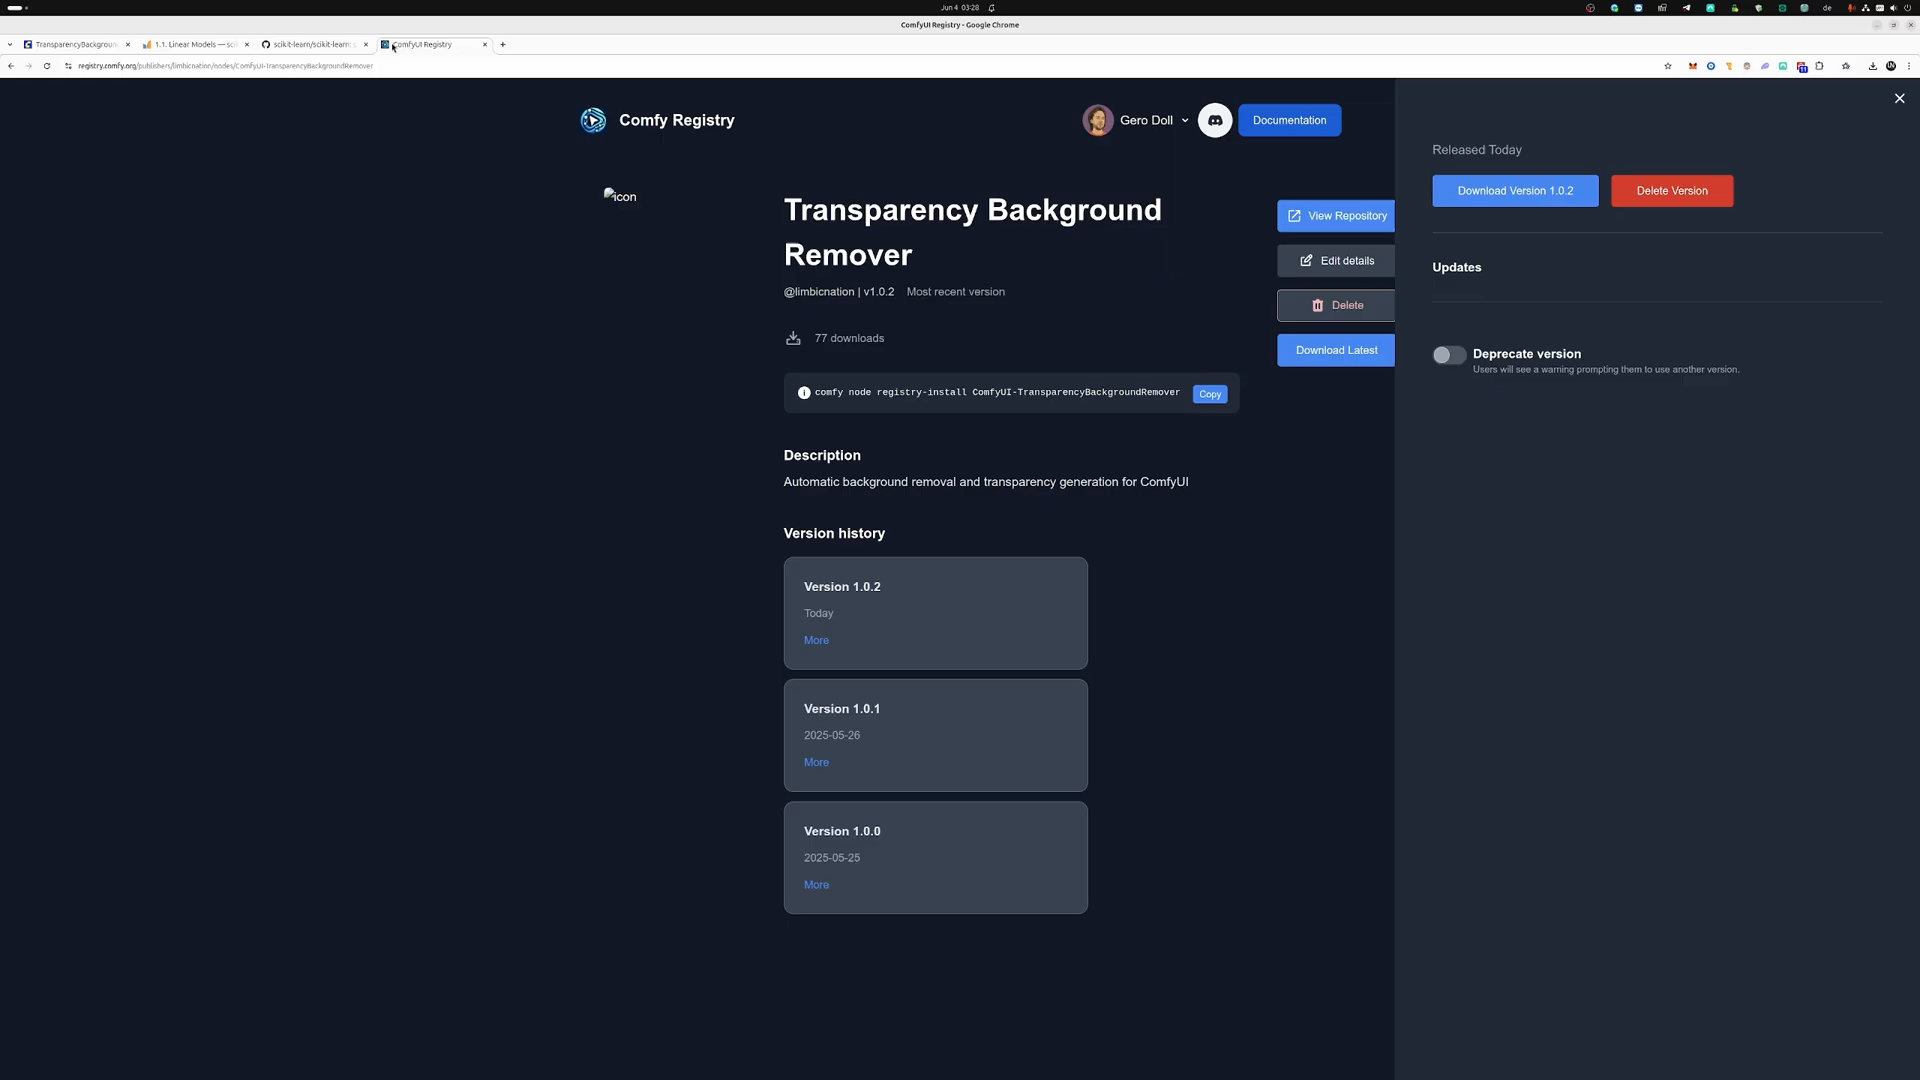 Jun 4 03:28
de
ComfyUI Registry - Google Chrome
TransparencyBackgroun
1.1. Linear Models — sci
scikit-learn/scikit-learn: s
ComfyUI Registry
registry.comfy.org/publishers/limbicnation/nodes/ComfyUI-TransparencyBackgroundRemover
11
Comfy Registry
Gero Doll
Documentation
icon
Transparency Background
Remover
@limbicnation | v1.0.2
Most recent version
77 downloads
comfy node registry-install ComfyUI-TransparencyBackgroundRemover
Copy
View Repository
Edit details
Delete
Download Latest
Description
Automatic background removal and transparency generation for ComfyUI
Version history
Version 1.0.2
Today
More
Version 1.0.1
2025-05-26
More
Version 1.0.0
2025-05-25
More
Released Today
Download Version 1.0.2
Delete Version
Updates
Deprecate version
Users will see a warning prompting them to use another version.